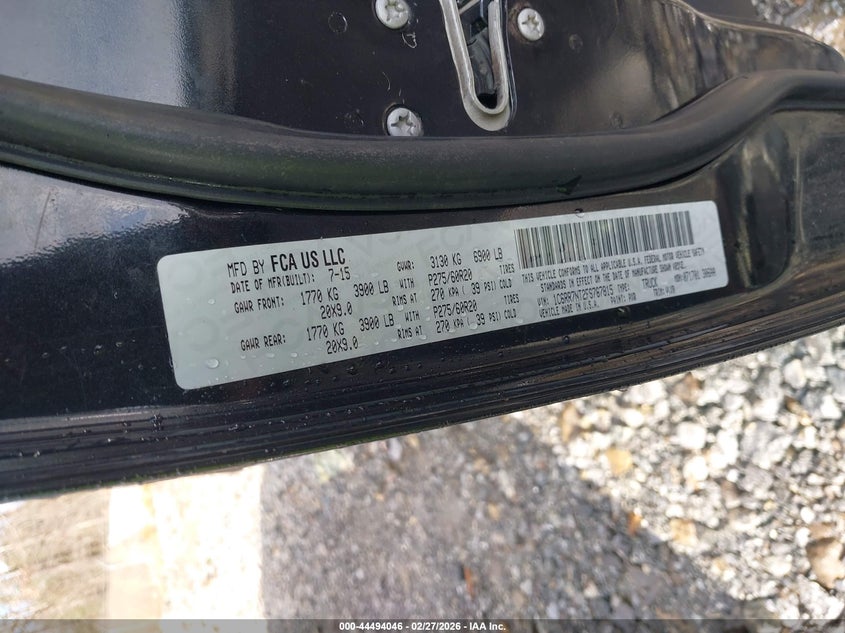 MFD BY FCA US LLC
DATE OF MFR(BUILT): 7-15 GVWR: 3130 KG 6900 LB
GAWR FRONT: 1770 KG 3900 LB WITH P275/60R20 TIRES
20X9.0 RIMS AT 270 KPA( 39 PSI) COLD
GAWR REAR: 1770 KG 3900 LB WITH P275/60R20 TIRES
20X9.0 RIMS AT 270 KPA( 39 PSI) COLD
THIS VEHICLE CONFORMS TO ALL APPLICABLE U.S.A. FEDERAL MOTOR VEHICLE SAFETY
STANDARDS IN EFFECT ON THE DATE OF MANUFACTURE SHOWN ABOVE.
VIN: 1C6RR7NT2FS767815 TYPE: TRUCK
VEHICLE MADE IN U.S.A. PAINT: PXR
000-44494046 - 02/27/2026 - IAA Inc.